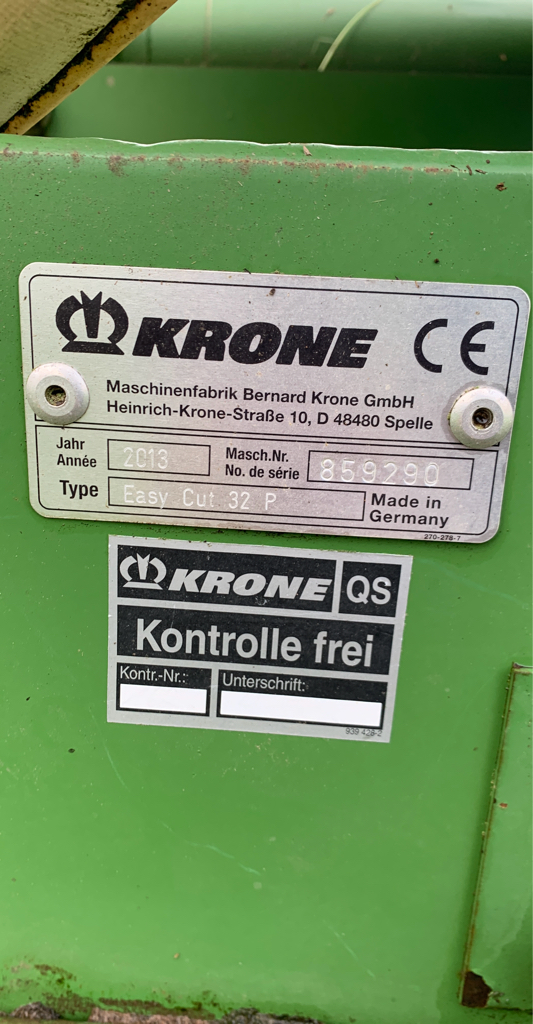 KRONE CE
Maschinenfabrik Bernard Krone GmbH
Heinrich-Krone-Straße 10, D 48480 Spelle
Jahr
Année
2013
Masch.Nr.
No. de série
859290
Type
Easy Cut 32 P
Made in
Germany
270-278-7
KRONE QS
Kontrolle frei
Kontr.-Nr.:
Unterschrift:
939 428-2